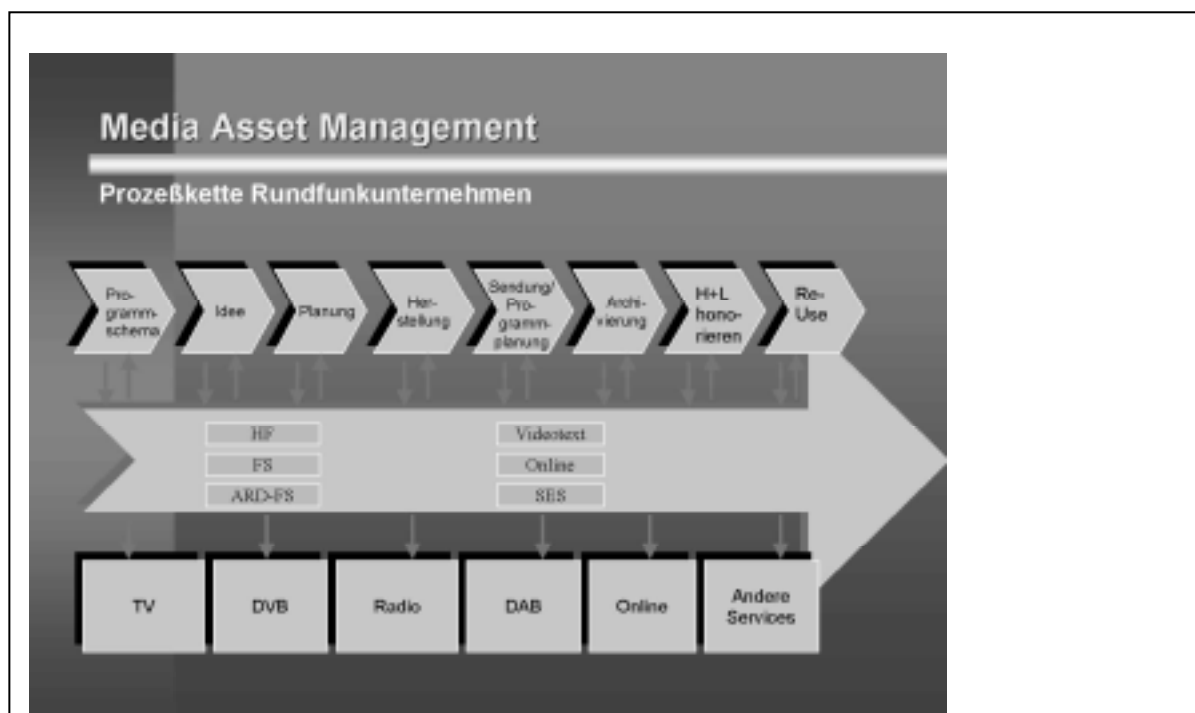 Media Asset Management
Prozeßkette Rundfunkunternehmen
Pro-
gramm-
schema
Idee
Planung
Her-
stellung
Sendung/
Pro-
gramm-
planung
Archi-
vierung
H+L
hono-
rieren
Re-
Use
HF
FS
ARD-FS
Videotext
Online
SES
TV
DVB
Radio
DAB
Online
Andere
Services